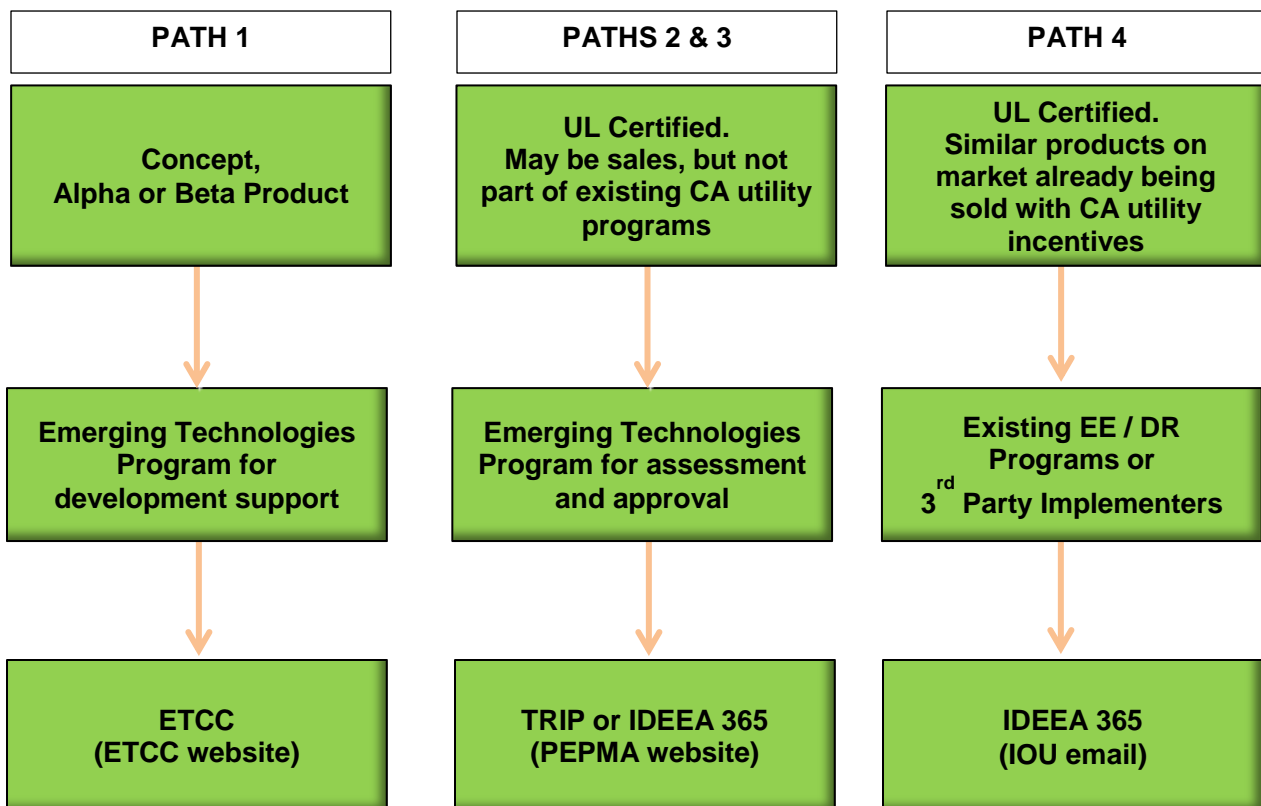 PATH 1
Concept,
Alpha or Beta Product
Emerging Technologies
Program for
development support
ETCC
(ETCC website)
PATHS 2 & 3
UL Certified.
May be sales, but not
part of existing CA utility
programs
Emerging Technologies
Program for assessment
and approval
TRIP or IDEEA 365
(PEPMA website)
PATH 4
UL Certified.
Similar products on
market already being
sold with CA utility
incentives
Existing EE / DR
Programs or
3rd Party Implementers
IDEEA 365
(IOU email)